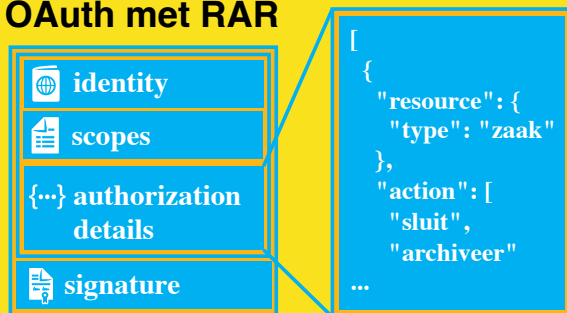 OAuth met RAR
identity
scopes
{···} authorization
details
signature
[
{
"resource": {
"type": "zaak"
},
"action": [
"sluit",
"archiveer"
...